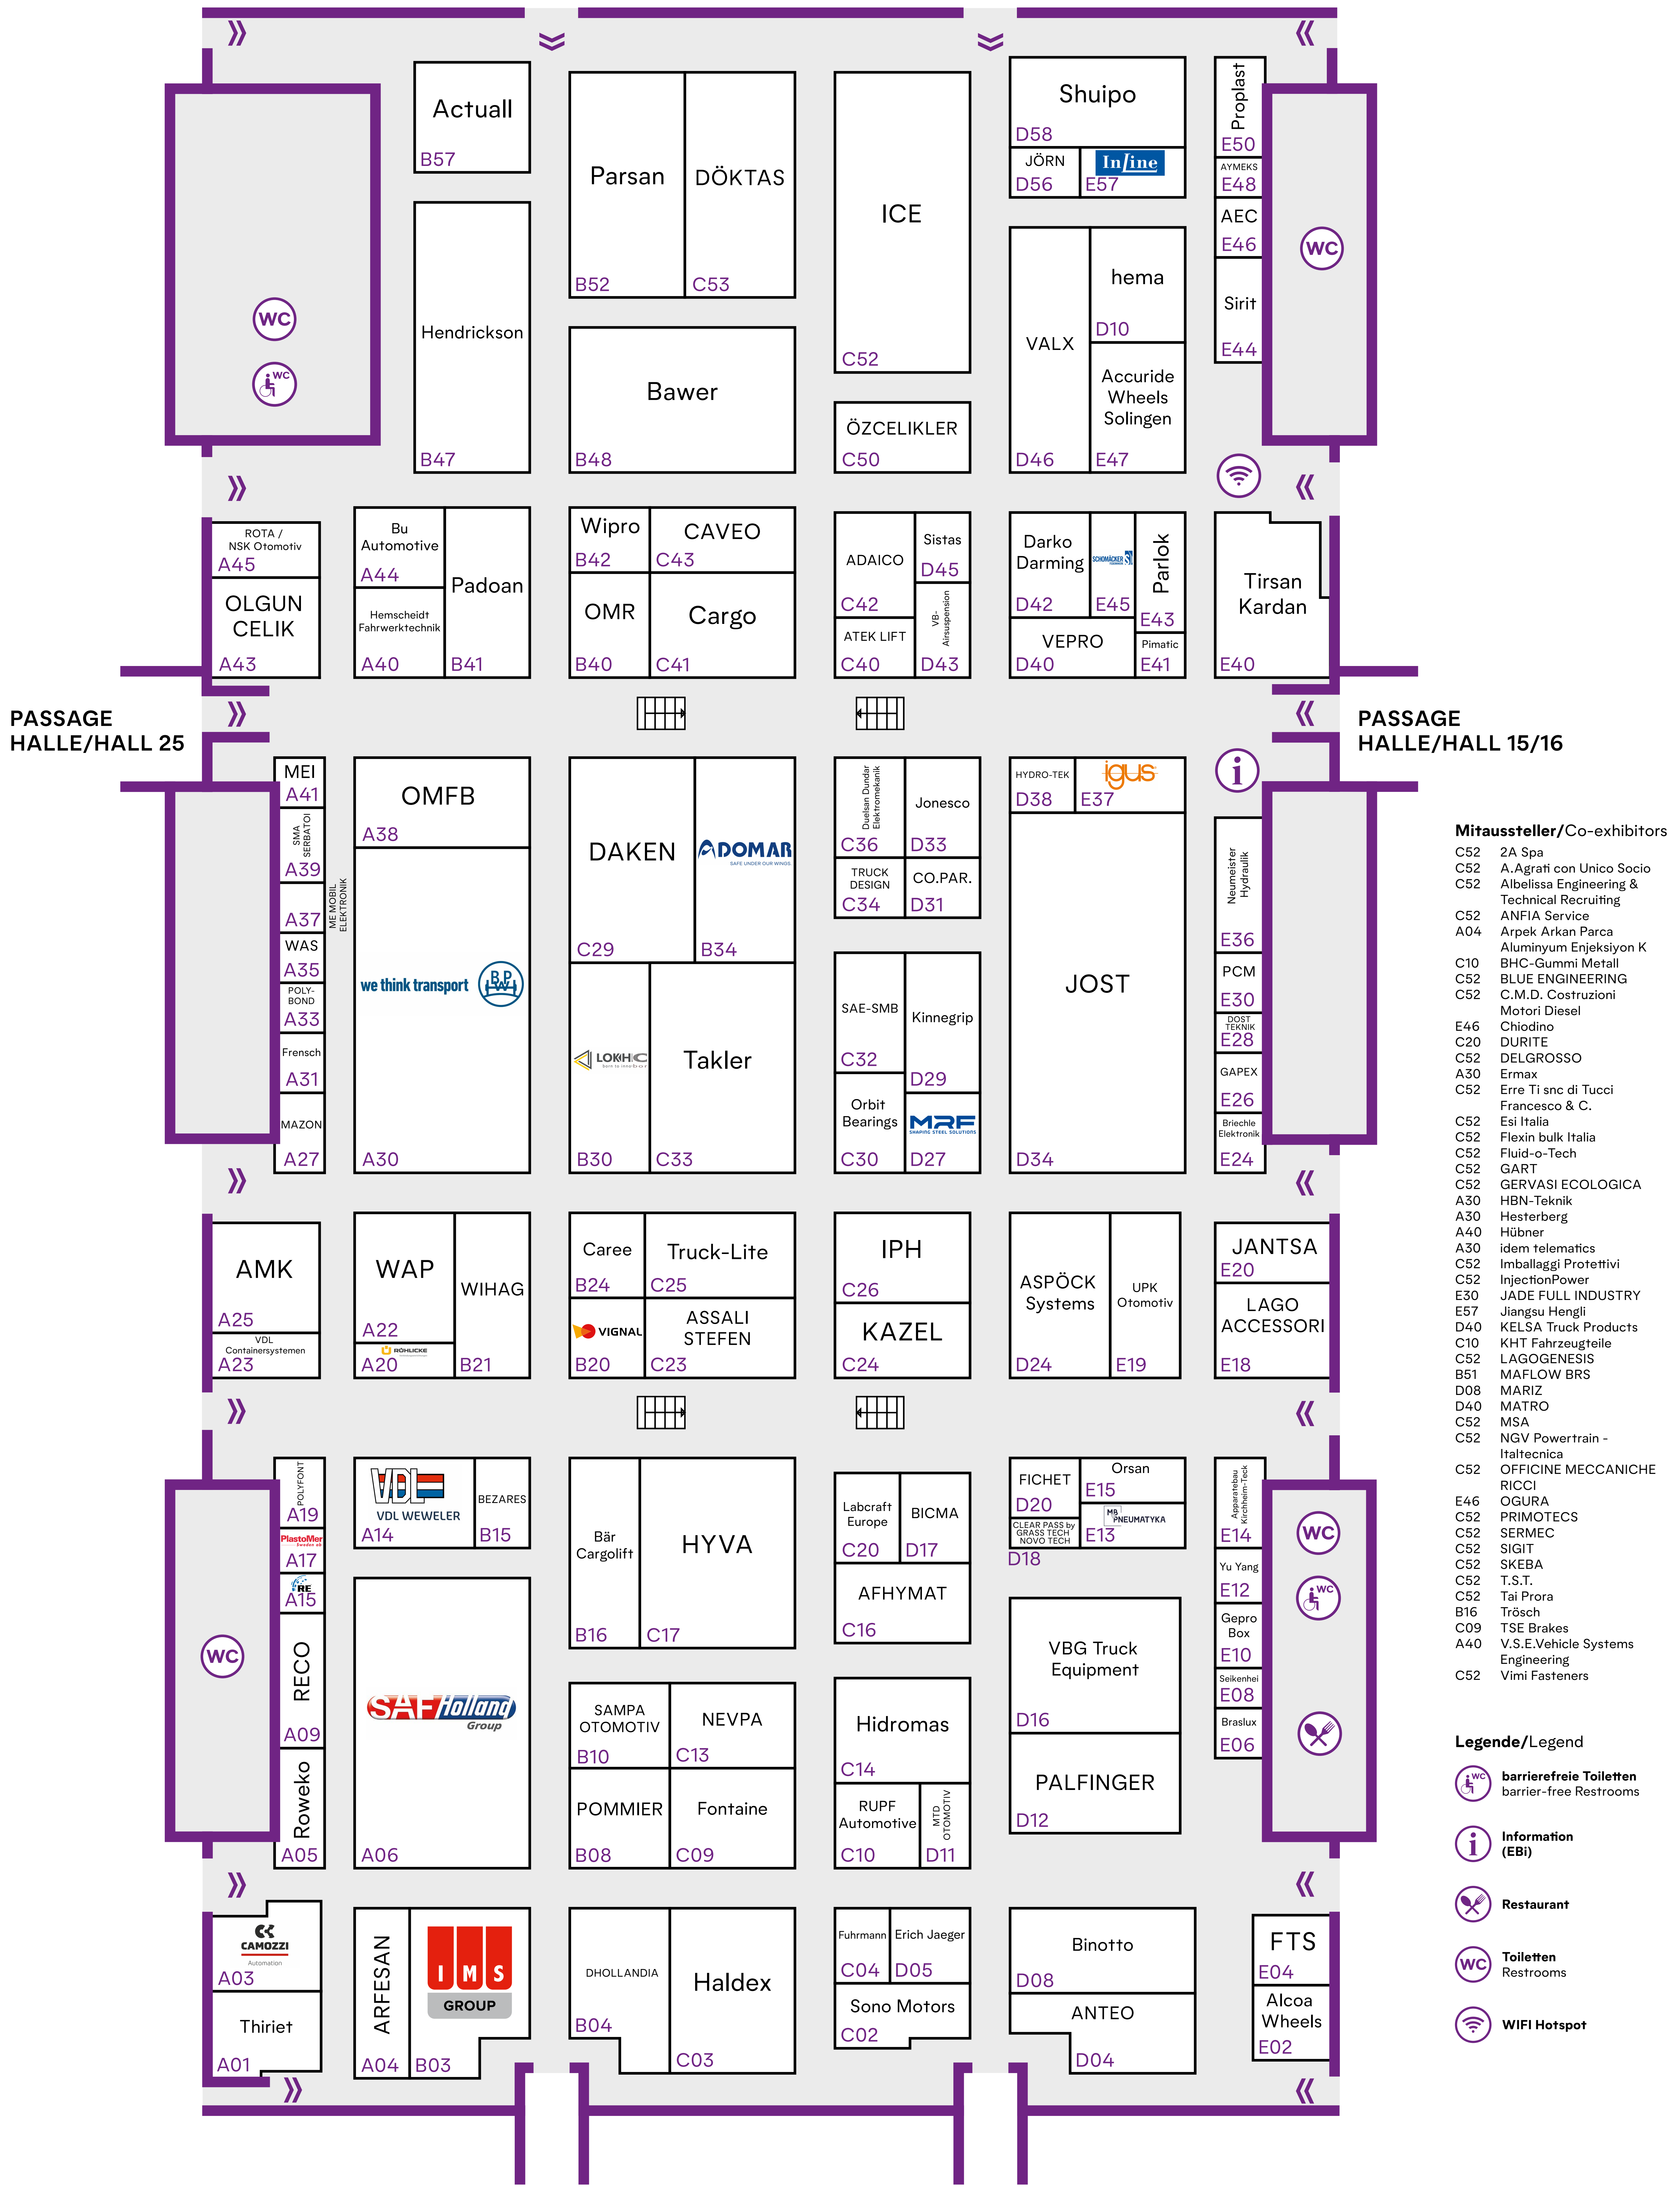 Actuall
B57
Parsan
B52
DÖKTAS
C53
ICE
C52
Shuipo
D58
JÖRN
D56
InLine
E57
Proplast
E50
AYMEKS
E48
AEC
E46
Sirit
E44
WC
WC
WC
Hendrickson
B47
Bawer
B48
ÖZCELIKLER
C50
VALX
D46
hema
D10
Accuride
Wheels
Solingen
E47
ROTA /
NSK Otomotiv
A45
OLGUN
CELIK
A43
Bu
Automotive
A44
Hemscheidt
Fahrwerktechnik
A40
Padoan
B41
Wipro
B42
CAVEO
C43
OMR
B40
Cargo
C41
ADAICO
C42
Sistas
D45
ATEK LIFT
C40
VB-
Airsuspension
D43
Darko
Darming
D42
SCHOMÄCKER
E45
Parlok
E43
VEPRO
D40
Pimatic
E41
Tirsan
Kardan
E40
PASSAGE
HALLE/HALL 25
PASSAGE
HALLE/HALL 15/16
MEI
A41
SMA
SERBATOI
A39
A37
ME MOBIL
ELEKTRONIK
WAS
A35
POLY-
BOND
A33
Frensch
A31
MAZON
A27
OMFB
A38
we think transport
BPW
A30
DAKEN
C29
ADOMAR
SAFE UNDER OUR WINGS
B34
LOKHIC
B30
Takler
C33
Duelsan Dundar
Elektromekanik
C36
Jonesco
D33
TRUCK
DESIGN
C34
CO.PAR.
D31
SAE-SMB
C32
Kinnegrip
D29
Orbit
Bearings
C30
MRF
SHAPING STEEL SOLUTIONS
D27
HYDRO-TEK
D38
igus
E37
JOST
D34
Neumeister
Hydraulik
E36
PCM
E30
DOST
TEKNIK
E28
GAPEX
E26
Briechle
Elektronik
E24
AMK
A25
VDL
Containersystemen
A23
WAP
A22
RÖHLICKE
A20
WIHAG
B21
Caree
B24
Truck-Lite
C25
VIGNAL
B20
ASSALI
STEFEN
C23
IPH
C26
KAZEL
C24
ASPÖCK
Systems
D24
UPK
Otomotiv
E19
JANTSA
E20
LAGO
ACCESSORI
E18
POLYFONT
A19
PlastoMer
Sweden ab
A17
RE
A15
RECO
A09
Roweko
A05
WC
VDL
VDL WEWELER
A14
BEZARES
B15
SAF Holland
Group
A06
Bär
Cargolift
B16
HYVA
C17
SAMPA
OTOMOTIV
B10
NEVPA
C13
POMMIER
B08
Fontaine
C09
Labcraft
Europe
C20
BICMA
D17
AFHYMAT
C16
Hidromas
C14
RUPF
Automotive
C10
MTD
OTOMOTIV
D11
FICHET
D20
Orsan
E15
CLEAR PASS by
GRASS TECH
NOVO TECH
D18
MB
PNEUMATYKA
E13
VBG Truck
Equipment
D16
PALFINGER
D12
Apparatebau
Kirchheim-Teck
E14
Yu Yang
E12
Gepro
Box
E10
Seikenhei
E08
Braslux
E06
WC
WC
CAMOZZI
Automation
A03
Thiriet
A01
ARFESAN
A04
IMS
GROUP
B03
DHOLLANDIA
B04
Haldex
C03
Fuhrmann
C04
Erich Jaeger
D05
Sono Motors
C02
Binotto
D08
ANTEO
D04
FTS
E04
Alcoa
Wheels
E02
Mitaussteller/Co-exhibitors
C52 2A Spa
C52 A.Agrati con Unico Socio
C52 Albelissa Engineering &
Technical Recruiting
C52 ANFIA Service
A04 Arpek Arkan Parca
Aluminyum Enjeksiyon K
C10 BHC-Gummi Metall
C52 BLUE ENGINEERING
C52 C.M.D. Costruzioni
Motori Diesel
E46 Chiodino
C20 DURITE
C52 DELGROSSO
A30 Ermax
C52 Erre Ti snc di Tucci
Francesco & C.
C52 Esi Italia
C52 Flexin bulk Italia
C52 Fluid-o-Tech
C52 GART
C52 GERVASI ECOLOGICA
A30 HBN-Teknik
A30 Hesterberg
A40 Hübner
A30 idem telematics
C52 Imballaggi Protettivi
C52 InjectionPower
E30 JADE FULL INDUSTRY
E57 Jiangsu Hengli
D40 KELSA Truck Products
C10 KHT Fahrzeugteile
C52 LAGOGENESIS
B51 MAFLOW BRS
D08 MARIZ
D40 MATRO
C52 MSA
C52 NGV Powertrain -
Italtecnica
C52 OFFICINE MECCANICHE
RICCI
E46 OGURA
C52 PRIMOTECS
C52 SERMEC
C52 SIGIT
C52 SKEBA
C52 T.S.T.
C52 Tai Prora
B16 Trösch
C09 TSE Brakes
A40 V.S.E.Vehicle Systems
Engineering
C52 Vimi Fasteners
Legende/Legend
WC
barrierefreie Toiletten
barrier-free Restrooms
i
Information
(EBi)
Restaurant
WC
Toiletten
Restrooms
WIFI Hotspot